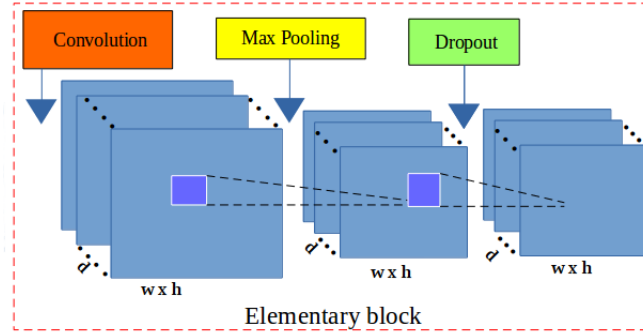 Convolution
Max Pooling
Dropout
d
w x h
d
w x h
d
w x h
Elementary block